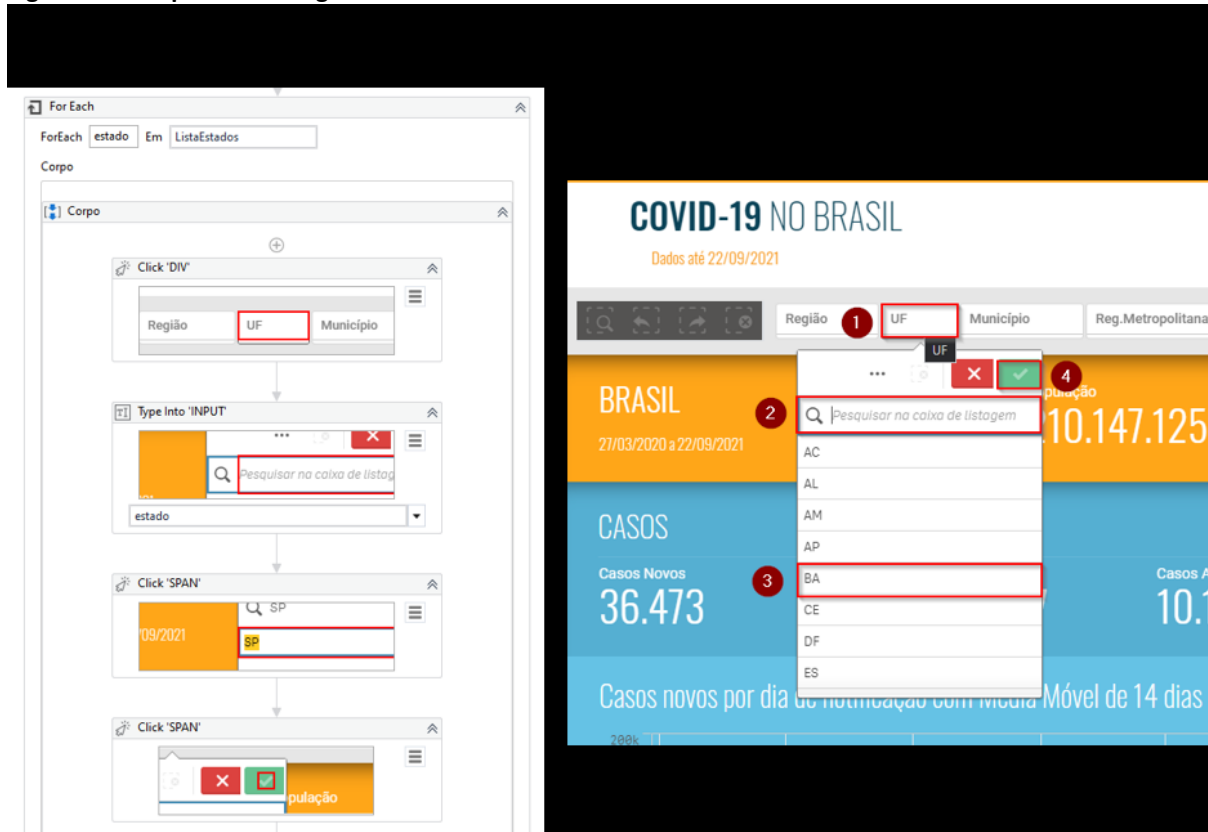 For Each
ForEach estado Em ListaEstados
Corpo
Corpo
Click 'DIV'
Região UF Município
Type Into 'INPUT'
Pesquisar na caixa de listag
estado
Click 'SPAN'
SP
/09/2021
SP
Click 'SPAN'
pulação
COVID-19 NO BRASIL
Dados até 22/09/2021
Região 1 UF Município Reg.Metropolitana
UF
4
BRASIL
pulação
2 Pesquisar na caixa de listagem
10.147.125
27/03/2020 a 22/09/2021
AC
AL
AM
CASOS
AP
Casos Novos
3 BA
Casos A
36.473
CE
10.1
DF
ES
Casos novos por dia de notificação com Média Móvel de 14 dias
200k